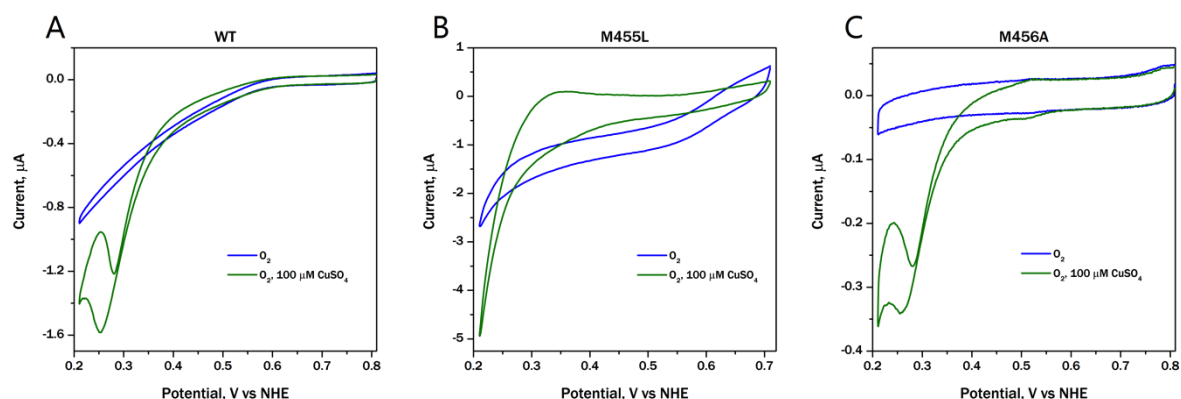 A
WT
0.0
-0.4
-0.8
-1.2
-1.6
Current, μA
0.2 0.3 0.4 0.5 0.6 0.7 0.8
Potential, V vs NHE
O₂
O₂, 100 μM CuSO₄
B
M455L
1
0
-1
-2
-3
-4
-5
Current, μA
0.2 0.3 0.4 0.5 0.6 0.7
Potential, V vs NHE
O₂
O₂, 100 μM CuSO₄
C
M456A
0.0
-0.1
-0.2
-0.3
-0.4
Current, μA
0.2 0.3 0.4 0.5 0.6 0.7 0.8
Potential, V vs NHE
O₂
O₂, 100 μM CuSO₄